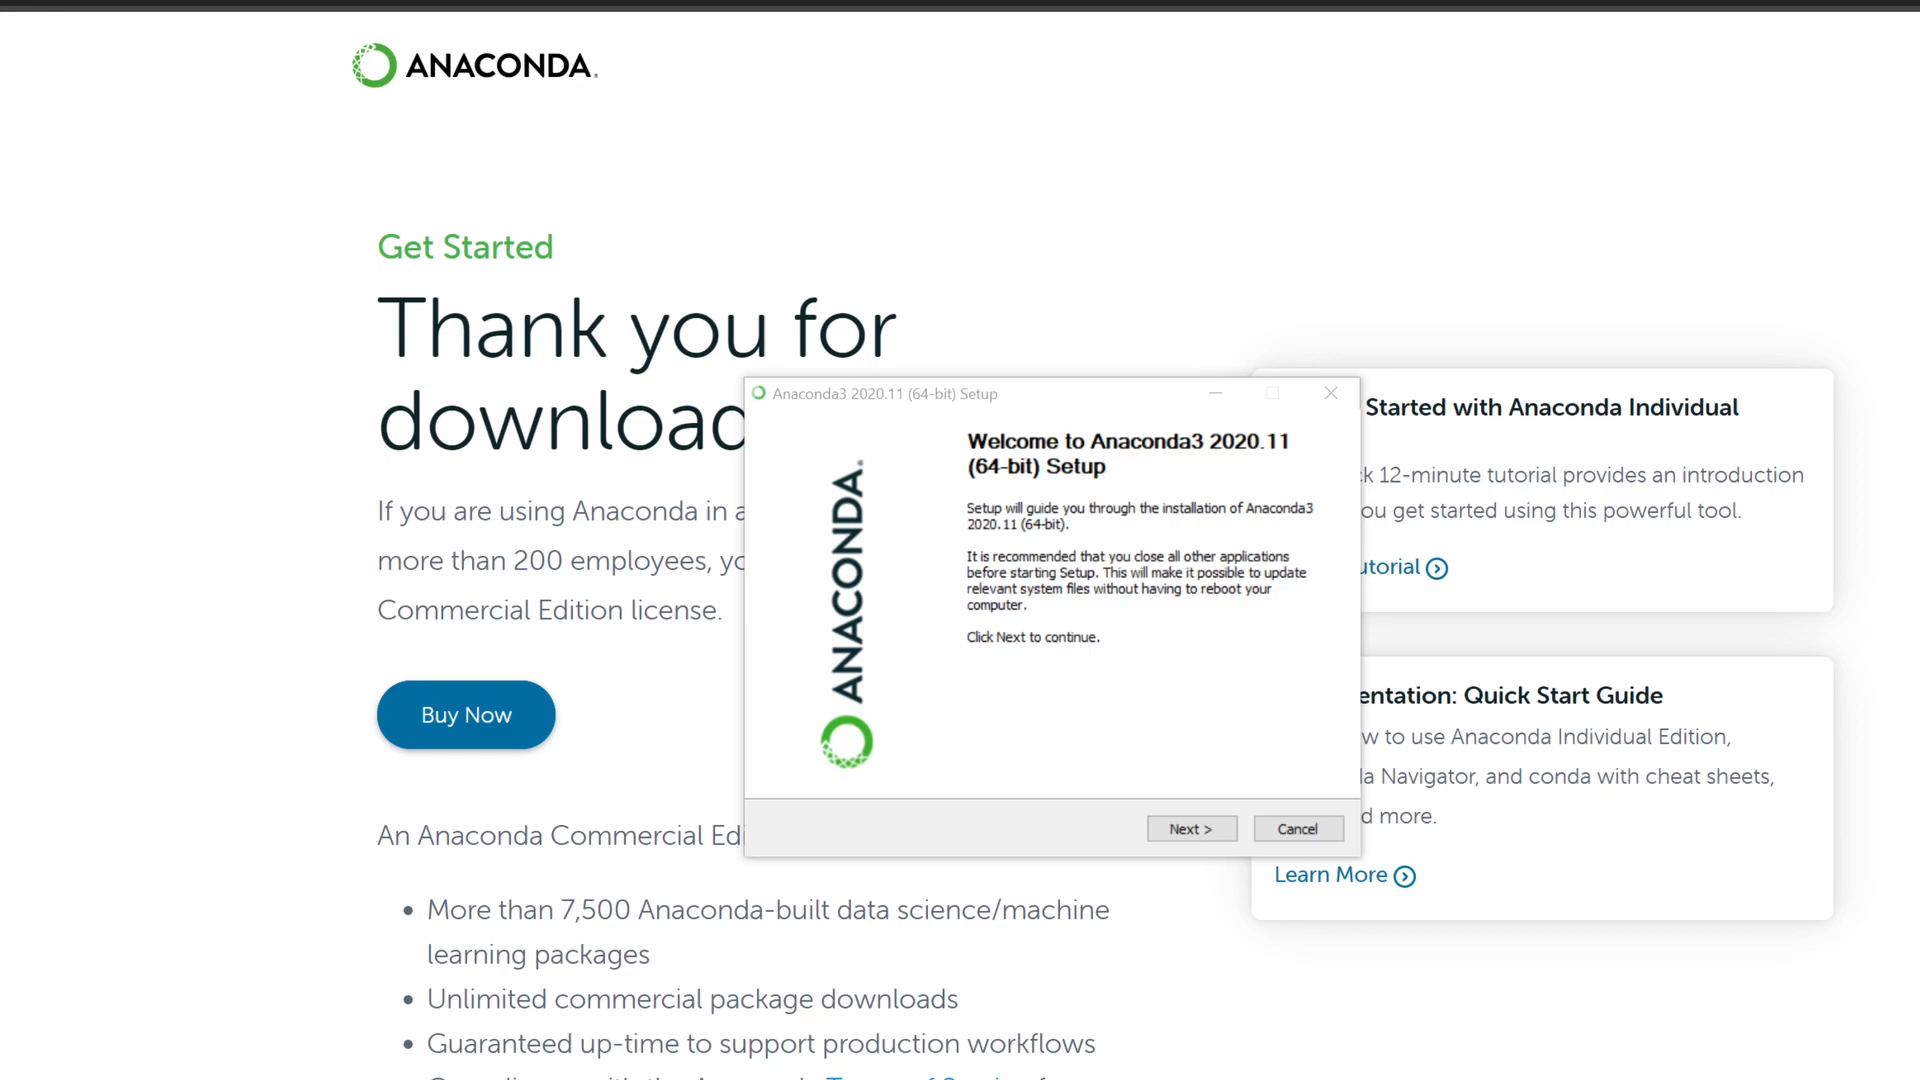 ANACONDA.
Get Started
Thank you for
download
If you are using Anaconda in a
more than 200 employees, yo
Commercial Edition license.
Buy Now
An Anaconda Commercial Edi
• More than 7,500 Anaconda-built data science/machine
learning packages
• Unlimited commercial package downloads
• Guaranteed up-time to support production workflows
Anaconda3 2020.11 (64-bit) Setup
ANACONDA.
Welcome to Anaconda3 2020.11
(64-bit) Setup
Setup will guide you through the installation of Anaconda3
2020.11 (64-bit).
It is recommended that you close all other applications
before starting Setup. This will make it possible to update
relevant system files without having to reboot your
computer.
Click Next to continue.
Next >
Cancel
Started with Anaconda Individual
k 12-minute tutorial provides an introduction
ou get started using this powerful tool.
utorial
entation: Quick Start Guide
w to use Anaconda Individual Edition,
la Navigator, and conda with cheat sheets,
d more.
Learn More